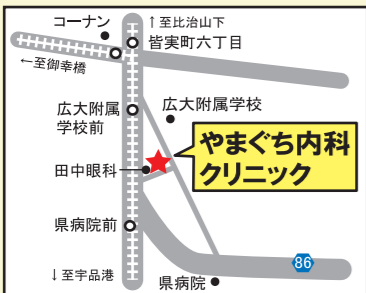 コーナン
↑至比治山下
皆実町六丁目
←至御幸橋
広大附属
学校前
広大附属学校
やまぐち内科
クリニック
田中眼科
県病院前
86
↓至宇品港
県病院